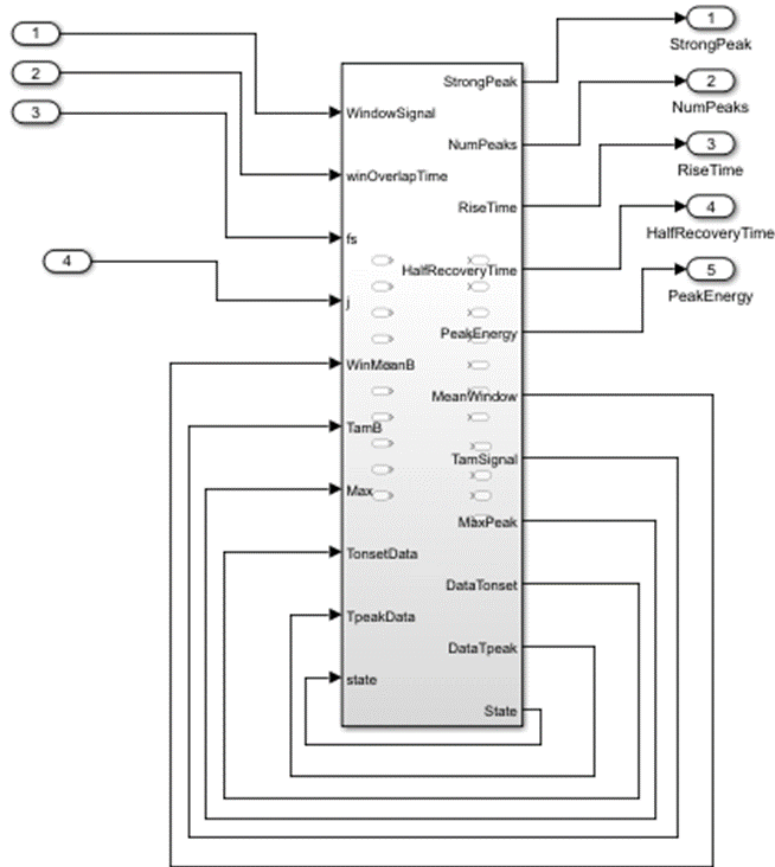 1
2
3
4
WindowSignal
winOverlapTime
fs
j
WinMeanB
TamB
Max
TonsetData
TpeakData
state
StrongPeak
NumPeaks
RiseTime
HalfRecoveryTime
PeakEnergy
MeanWindow
TamSignal
MaxPeak
DataTonset
DataTpeak
State
1
StrongPeak
2
NumPeaks
3
RiseTime
4
HalfRecoveryTime
5
PeakEnergy